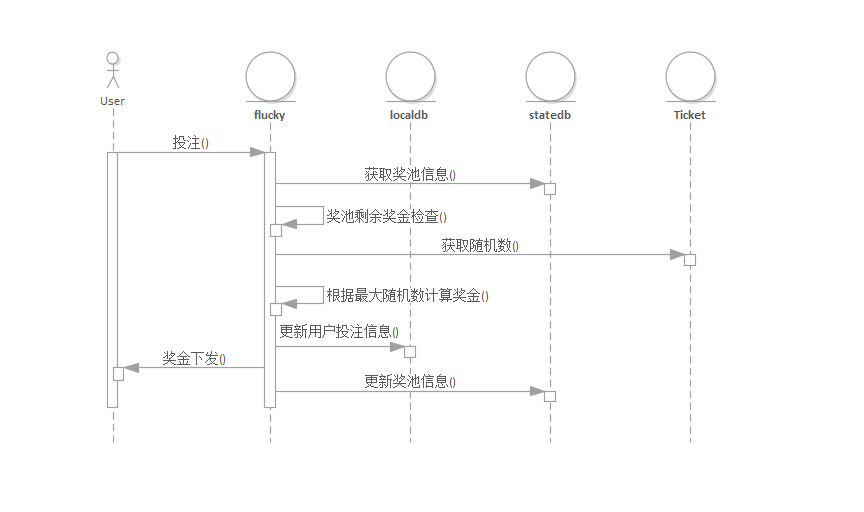 User
flucky
localdb
statedb
Ticket
投注()
获取奖池信息()
奖池剩余奖金检查()
获取随机数()
根据最大随机数计算奖金()
更新用户投注信息()
奖金下发()
更新奖池信息()